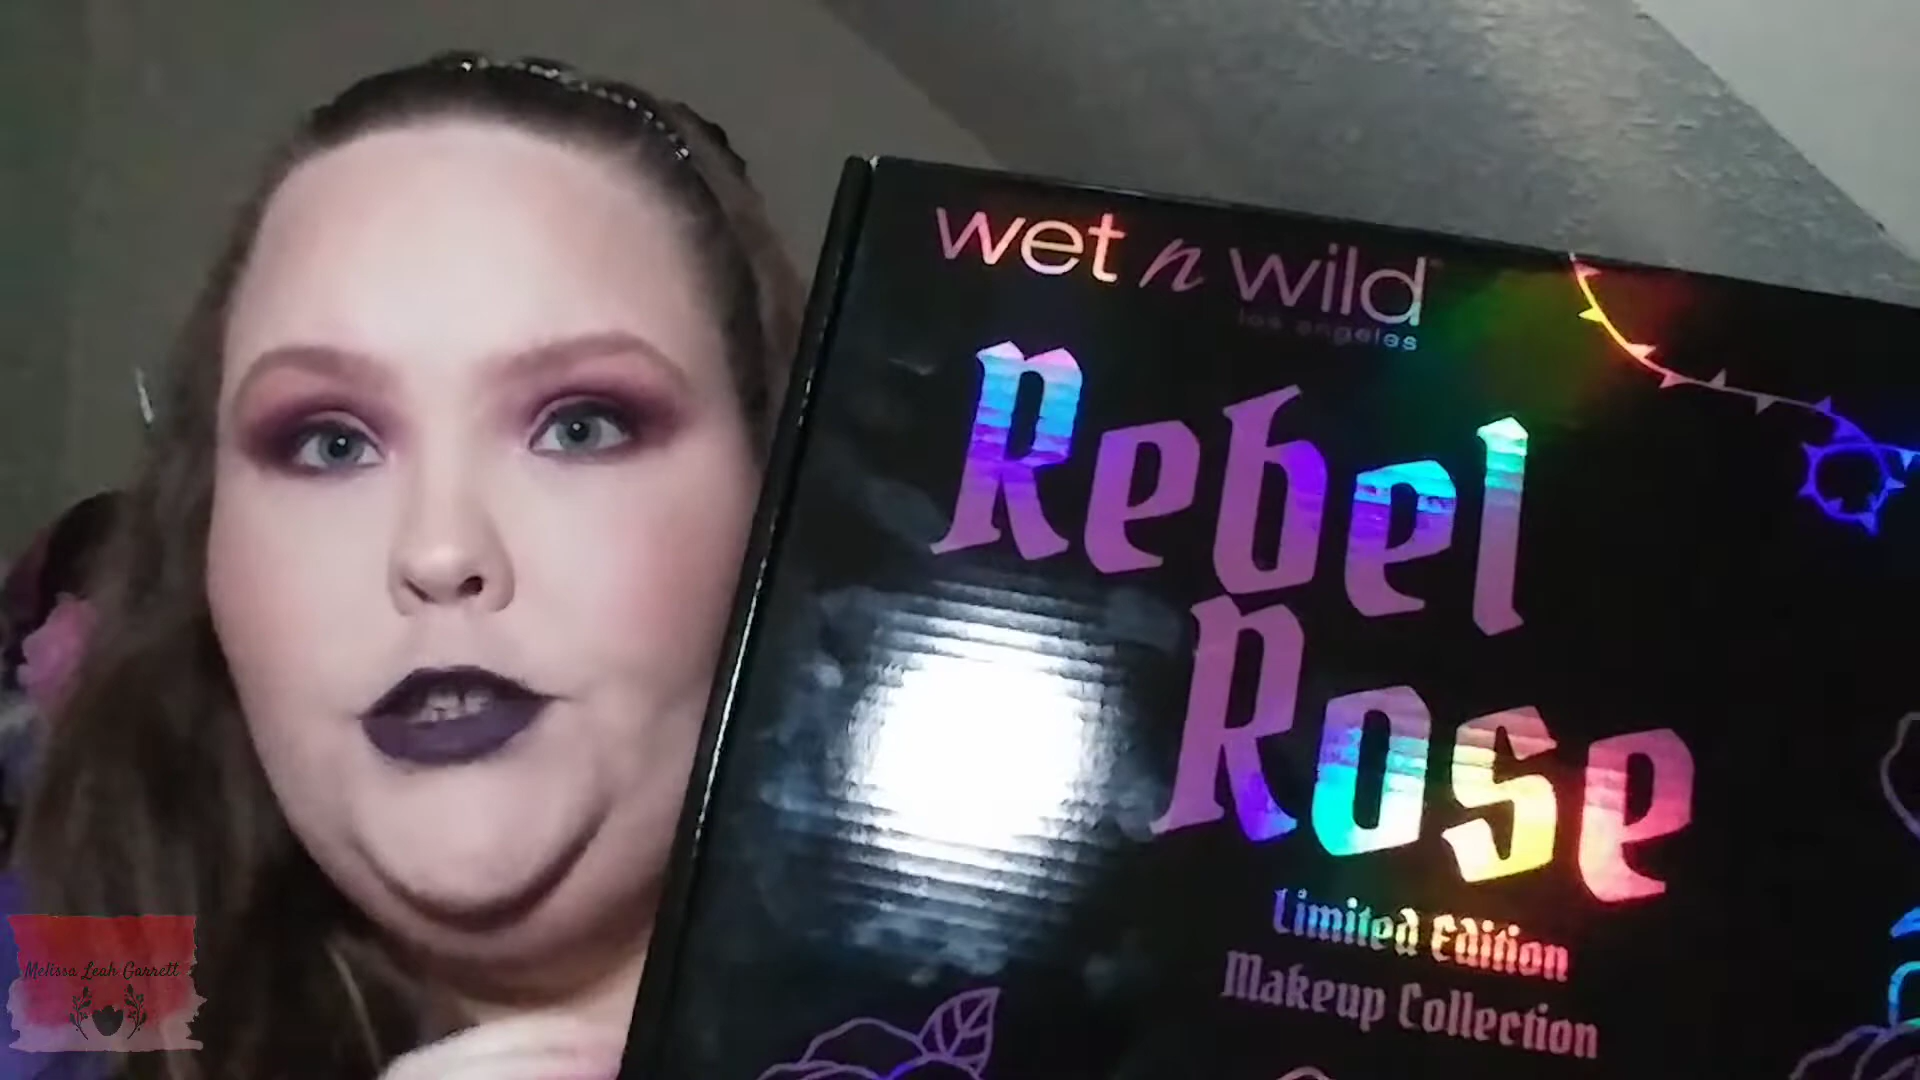 wet n wild
los angeles
Rebel
Rose
Limited Edition
Makeup Collection
Melissa Leah Garrett